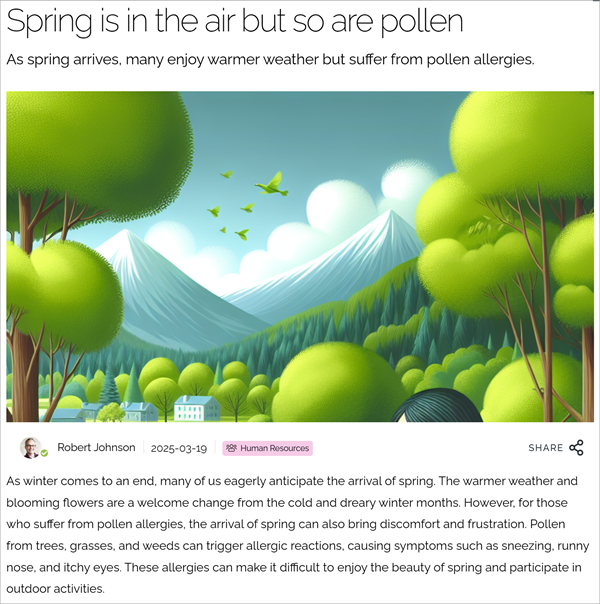 Spring is in the air but so are pollen
As spring arrives, many enjoy warmer weather but suffer from pollen allergies.
Robert Johnson
2025-03-19
Human Resources
SHARE
As winter comes to an end, many of us eagerly anticipate the arrival of spring. The warmer weather and
blooming flowers are a welcome change from the cold and dreary winter months. However, for those
who suffer from pollen allergies, the arrival of spring can also bring discomfort and frustration. Pollen
from trees, grasses, and weeds can trigger allergic reactions, causing symptoms such as sneezing, runny
nose, and itchy eyes. These allergies can make it difficult to enjoy the beauty of spring and participate in
outdoor activities.